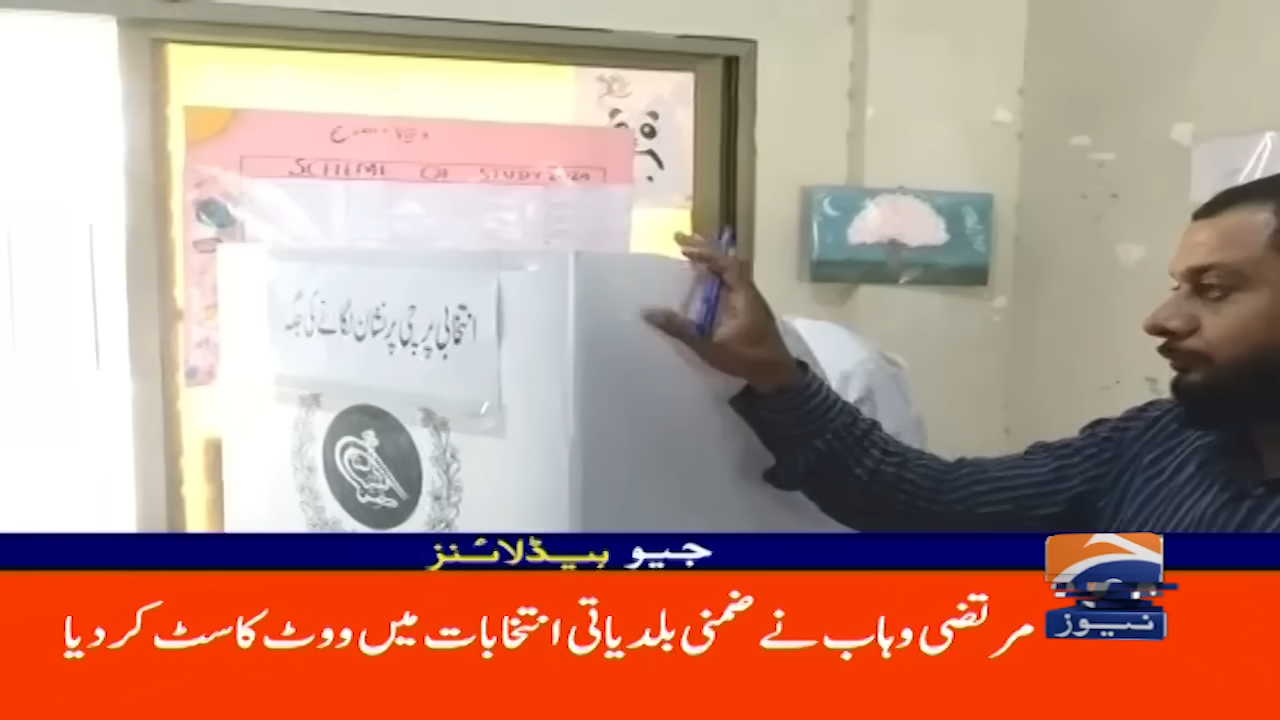 SCHEME OF STUDY 2024
انتخابی پرچی پر نشان لگانے کی جگہ
جیو ہیڈلائنز
مرتضی وہاب نے ضمنی بلدیاتی انتخابات میں ووٹ کاسٹ کر دیا
نیوز